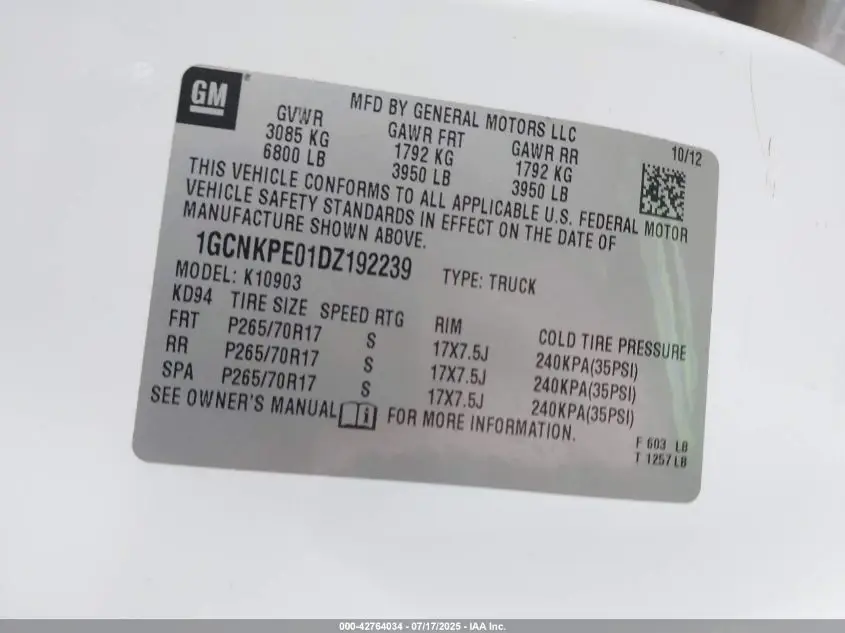 GM
MFD BY GENERAL MOTORS LLC
10/12
GVWR GAWR FRT GAWR RR
3085 KG 1792 KG 1792 KG
6800 LB 3950 LB 3950 LB
THIS VEHICLE CONFORMS TO ALL APPLICABLE U.S. FEDERAL MOTOR
VEHICLE SAFETY STANDARDS IN EFFECT ON THE DATE OF
MANUFACTURE SHOWN ABOVE.
1GCNKPE01DZ192239 TYPE: TRUCK
MODEL: K10903
KD94 TIRE SIZE SPEED RTG RIM COLD TIRE PRESSURE
FRT P265/70R17 S 17X7.5J 240KPA(35PSI)
RR P265/70R17 S 17X7.5J 240KPA(35PSI)
SPA P265/70R17 S 17X7.5J 240KPA(35PSI)
SEE OWNER'S MANUAL i FOR MORE INFORMATION.
F 603 LB
T 1257 LB
000-42764034 - 07/17/2025 - IAA Inc.